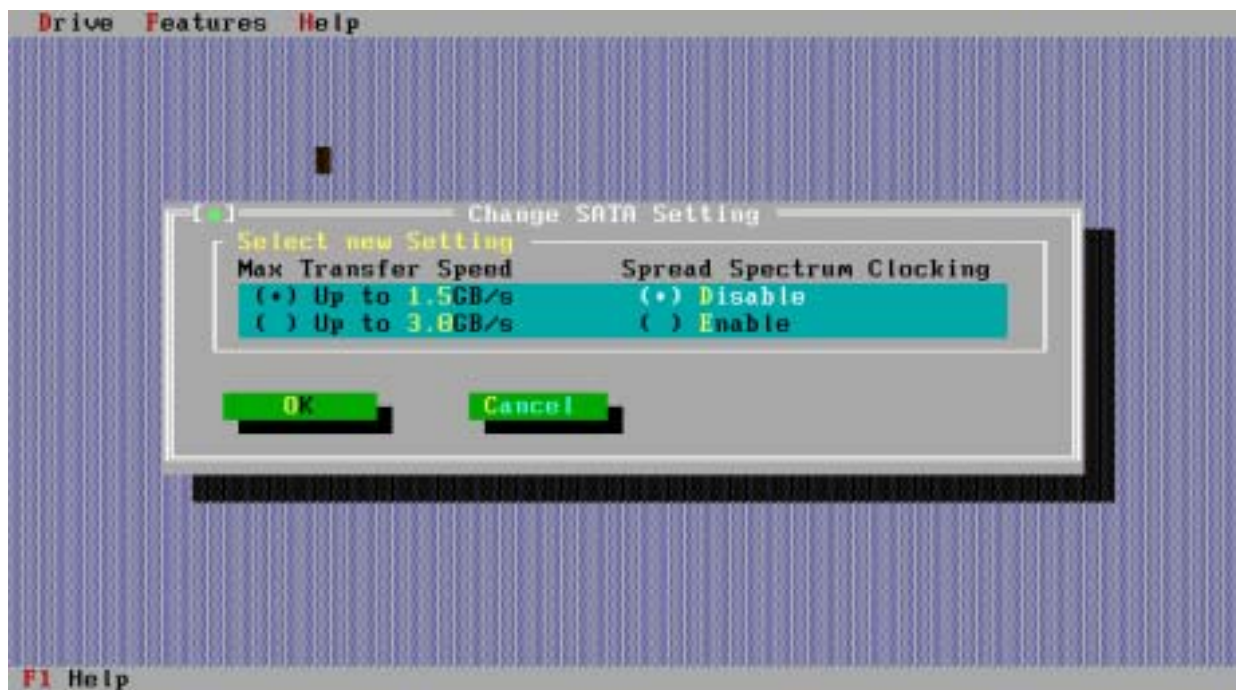 Drive Features Help
[■] Change SATA Setting
Select new Setting
Max Transfer Speed Spread Spectrum Clocking
(•) Up to 1.5GB/s (•) Disable
( ) Up to 3.0GB/s ( ) Enable
OK Cancel
F1 Help